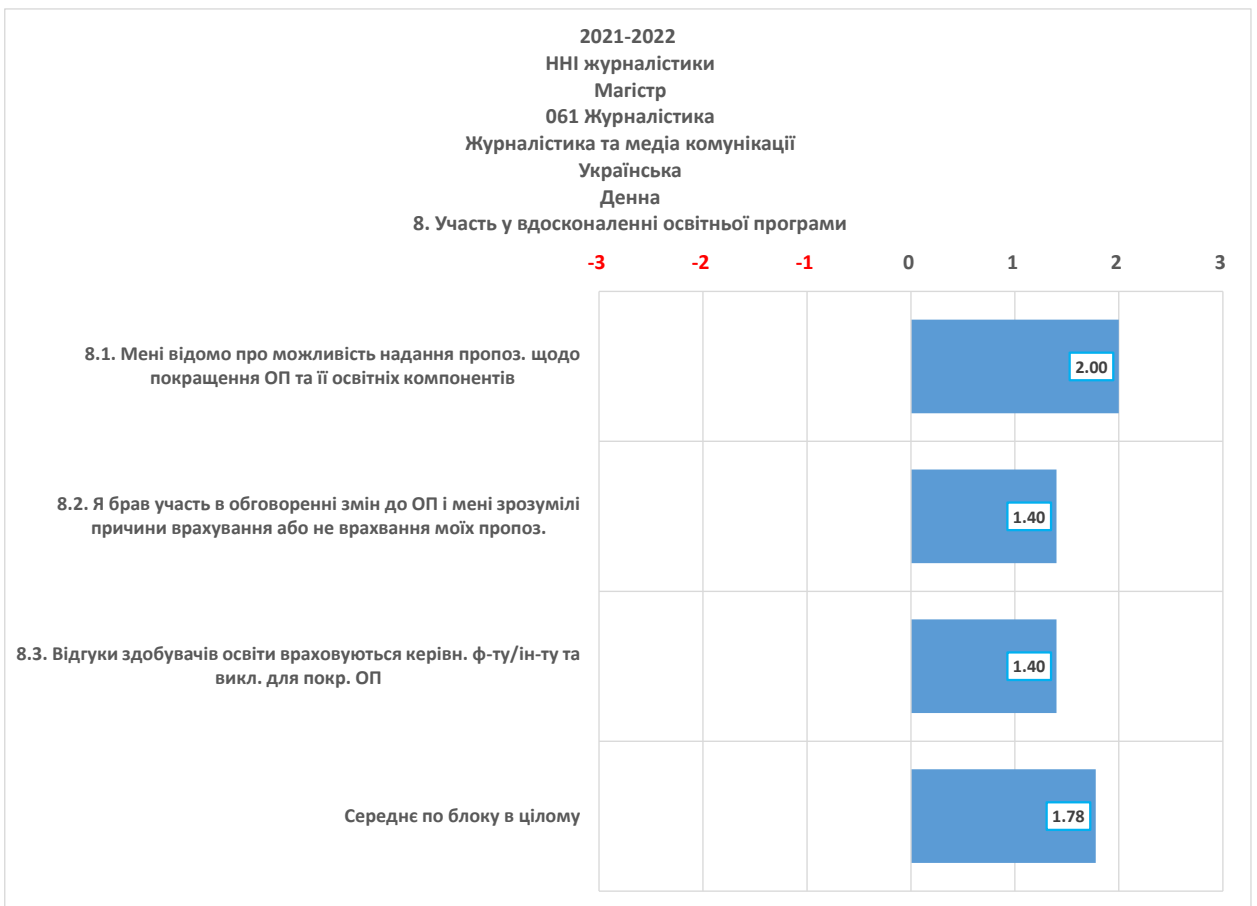 2021-2022
ННІ журналістики
Магістр
061 Журналістика
Журналістика та медіа комунікації
Українська
Денна
8. Участь у вдосконаленні освітньої програми
-3 -2 -1 0 1 2 3
8.1. Мені відомо про можливість надання пропоз. щодо
покращення ОП та її освітніх компонентів
2.00
8.2. Я брав участь в обговоренні змін до ОП і мені зрозумілі
причини врахування або не врахвання моїх пропоз.
1.40
8.3. Відгуки здобувачів освіти враховуються керівн. ф-ту/ін-ту та
викл. для покр. ОП
1.40
Середнє по блоку в цілому
1.78